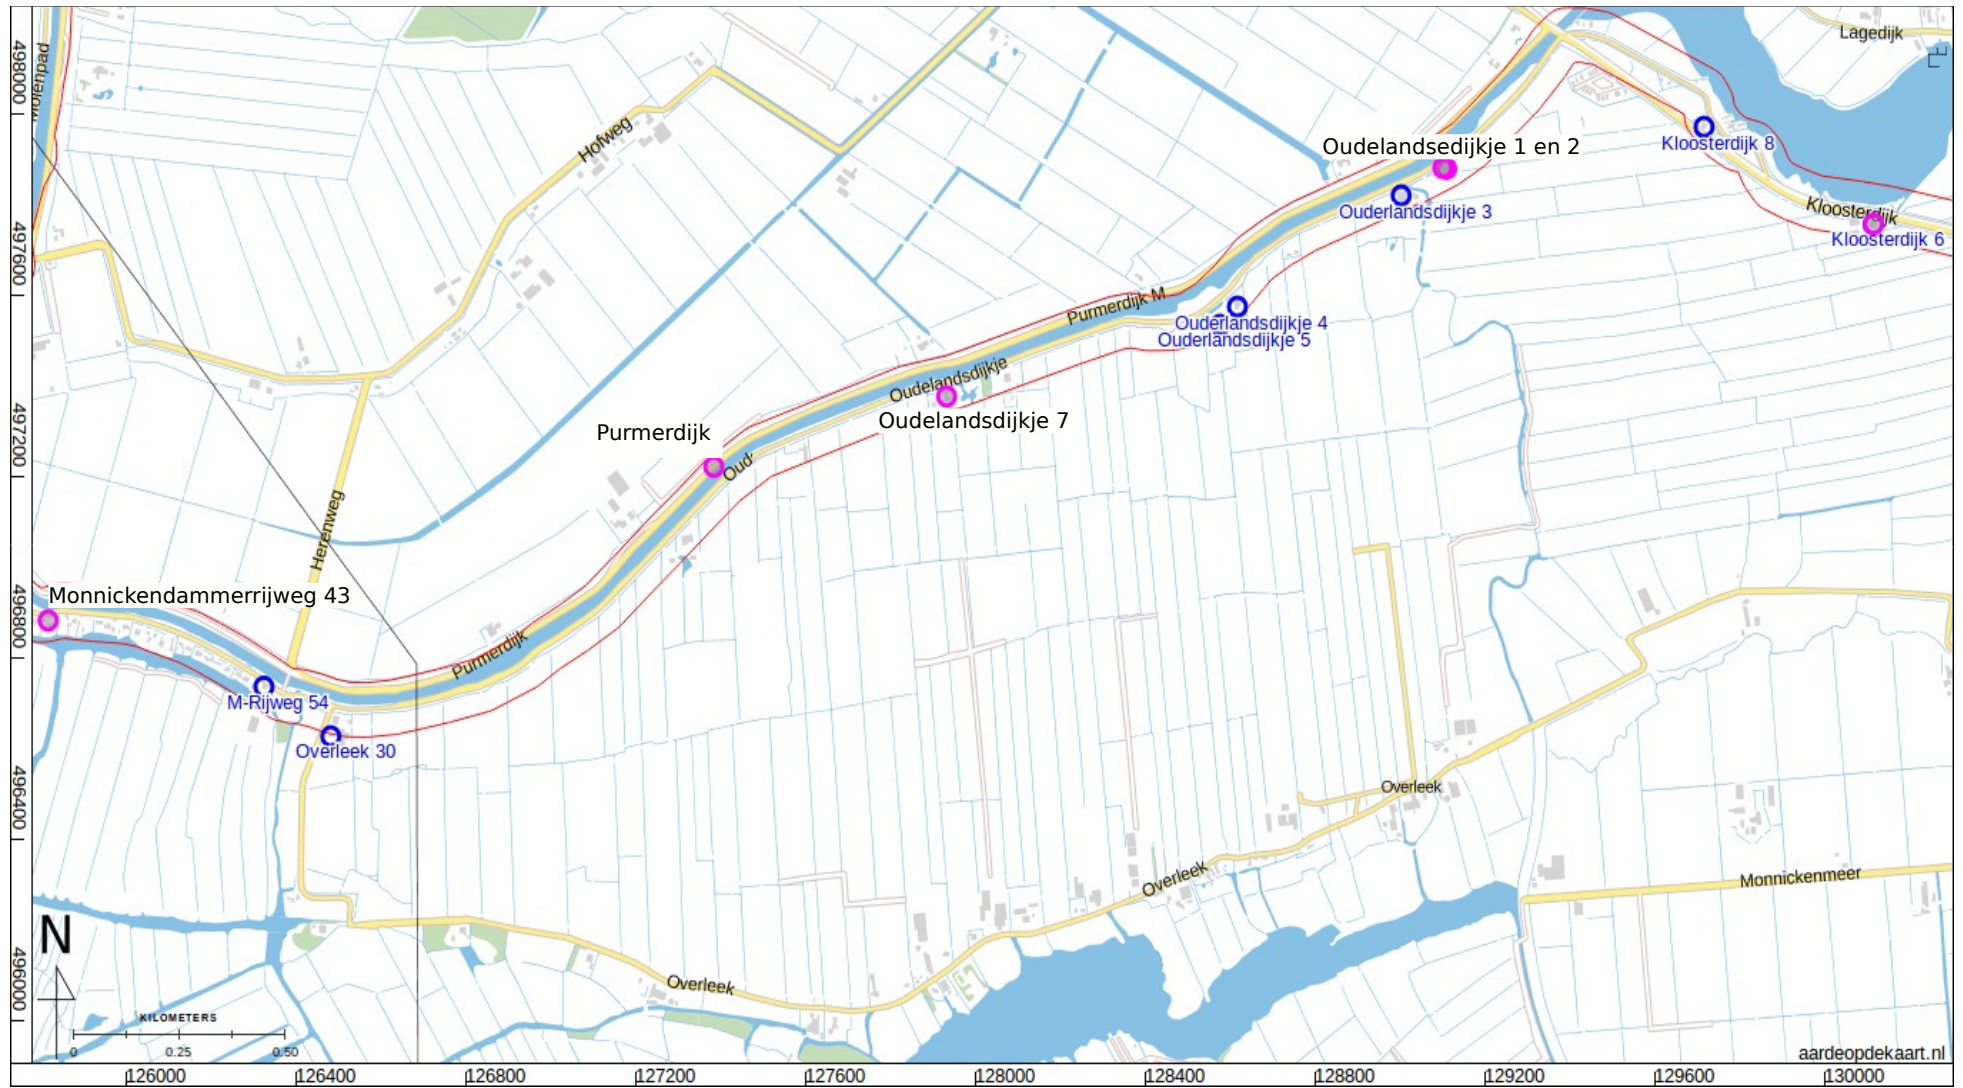 Lagedijk
498000
Molenpad
Hofweg
Oudelandsedijkje 1 en 2
Kloosterdijk 8
Ouderlandsdijkje 3
Kloosterdijk
Kloosterdijk 6
497600
Purmerdijk M
Ouderlandsdijkje 4
Ouderlandsdijkje 5
Oudelandsdijkje
Oudelandsdijkje 7
497200
Purmerdijk
Oud
Herenweg
Monnickendammerrijweg 43
496800
Purmerdijk
M-Rijweg 54
Overleek 30
496400
Overleek
Overleek
Monnickenmeer
N
Overleek
496000
KILOMETERS
0 0.25 0.50
aardeopdekaart.nl
126000 126400 126800 127200 127600 128000 128400 128800 129200 129600 130000